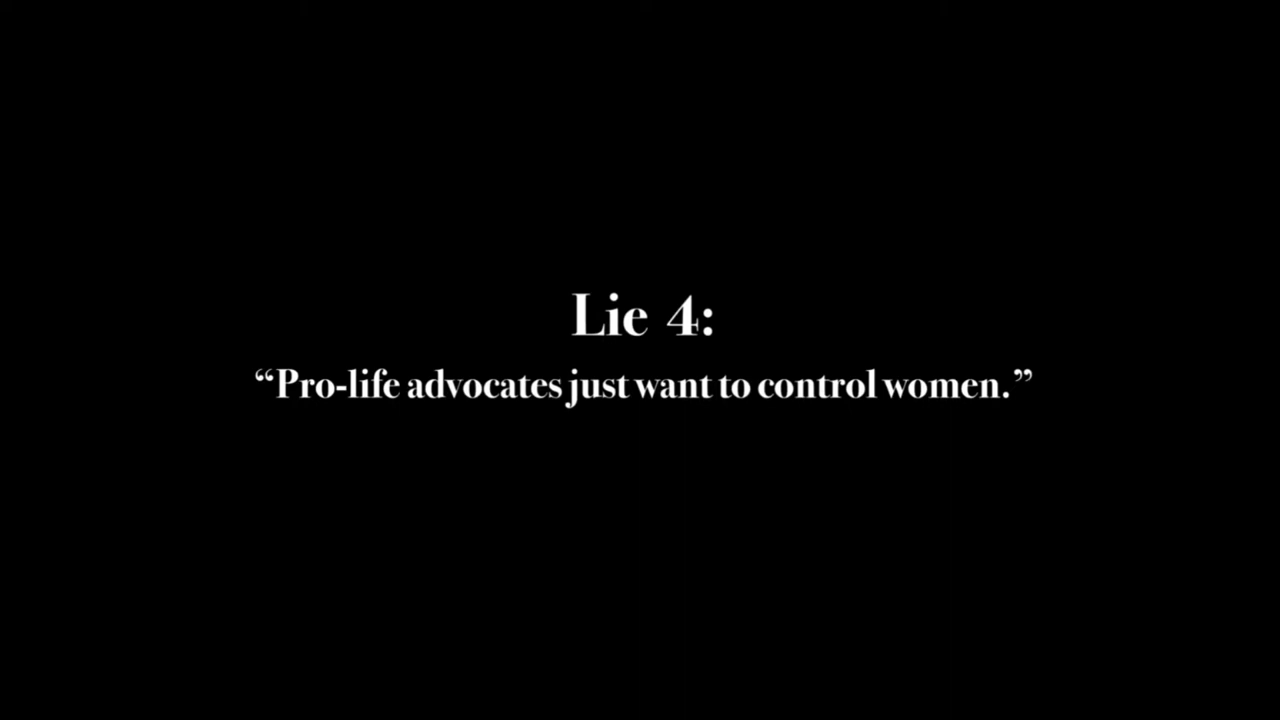 Lie 4:
“Pro-life advocates just want to control women.”